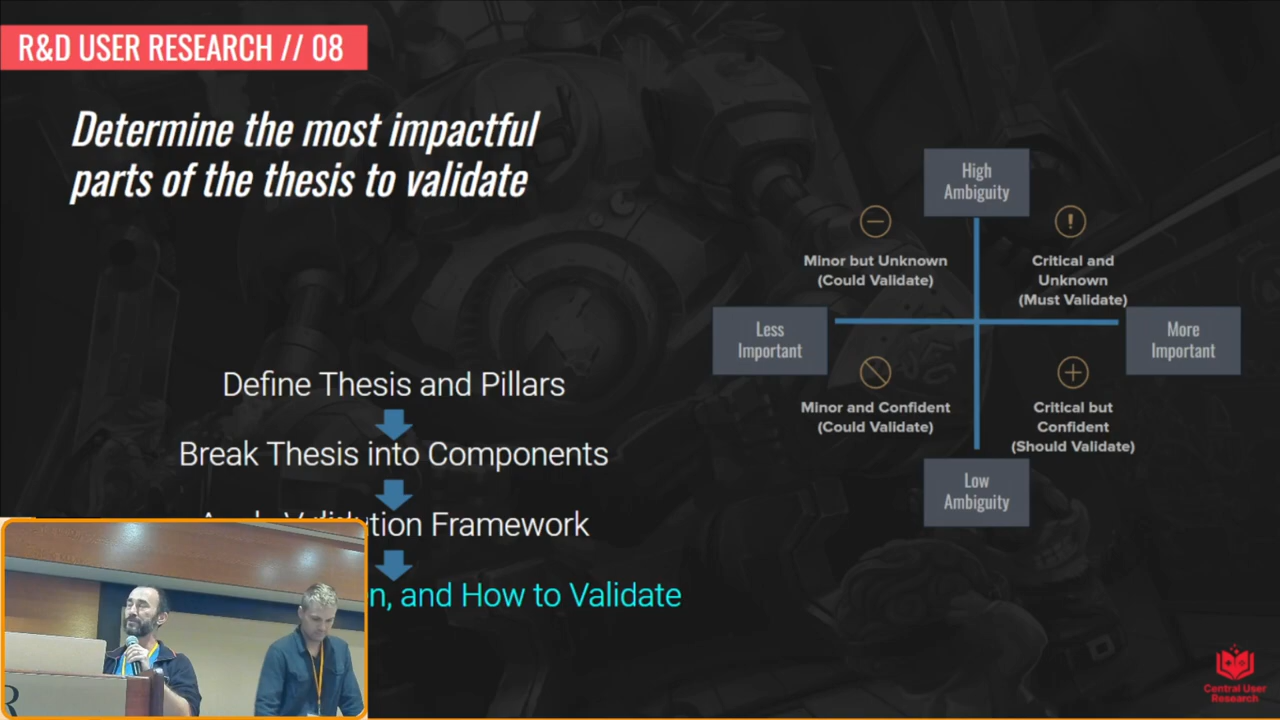 R&D USER RESEARCH // 08
Determine the most impactful
parts of the thesis to validate
Define Thesis and Pillars
Break Thesis into Components
Framework
and How to Validate
High
Ambiguity
Minor but Unknown
(Could Validate)
Critical and
Unknown
(Must Validate)
Less
Important
More
Important
Minor and Confident
(Could Validate)
Critical but
Confident
(Should Validate)
Low
Ambiguity
Central User
Research
R